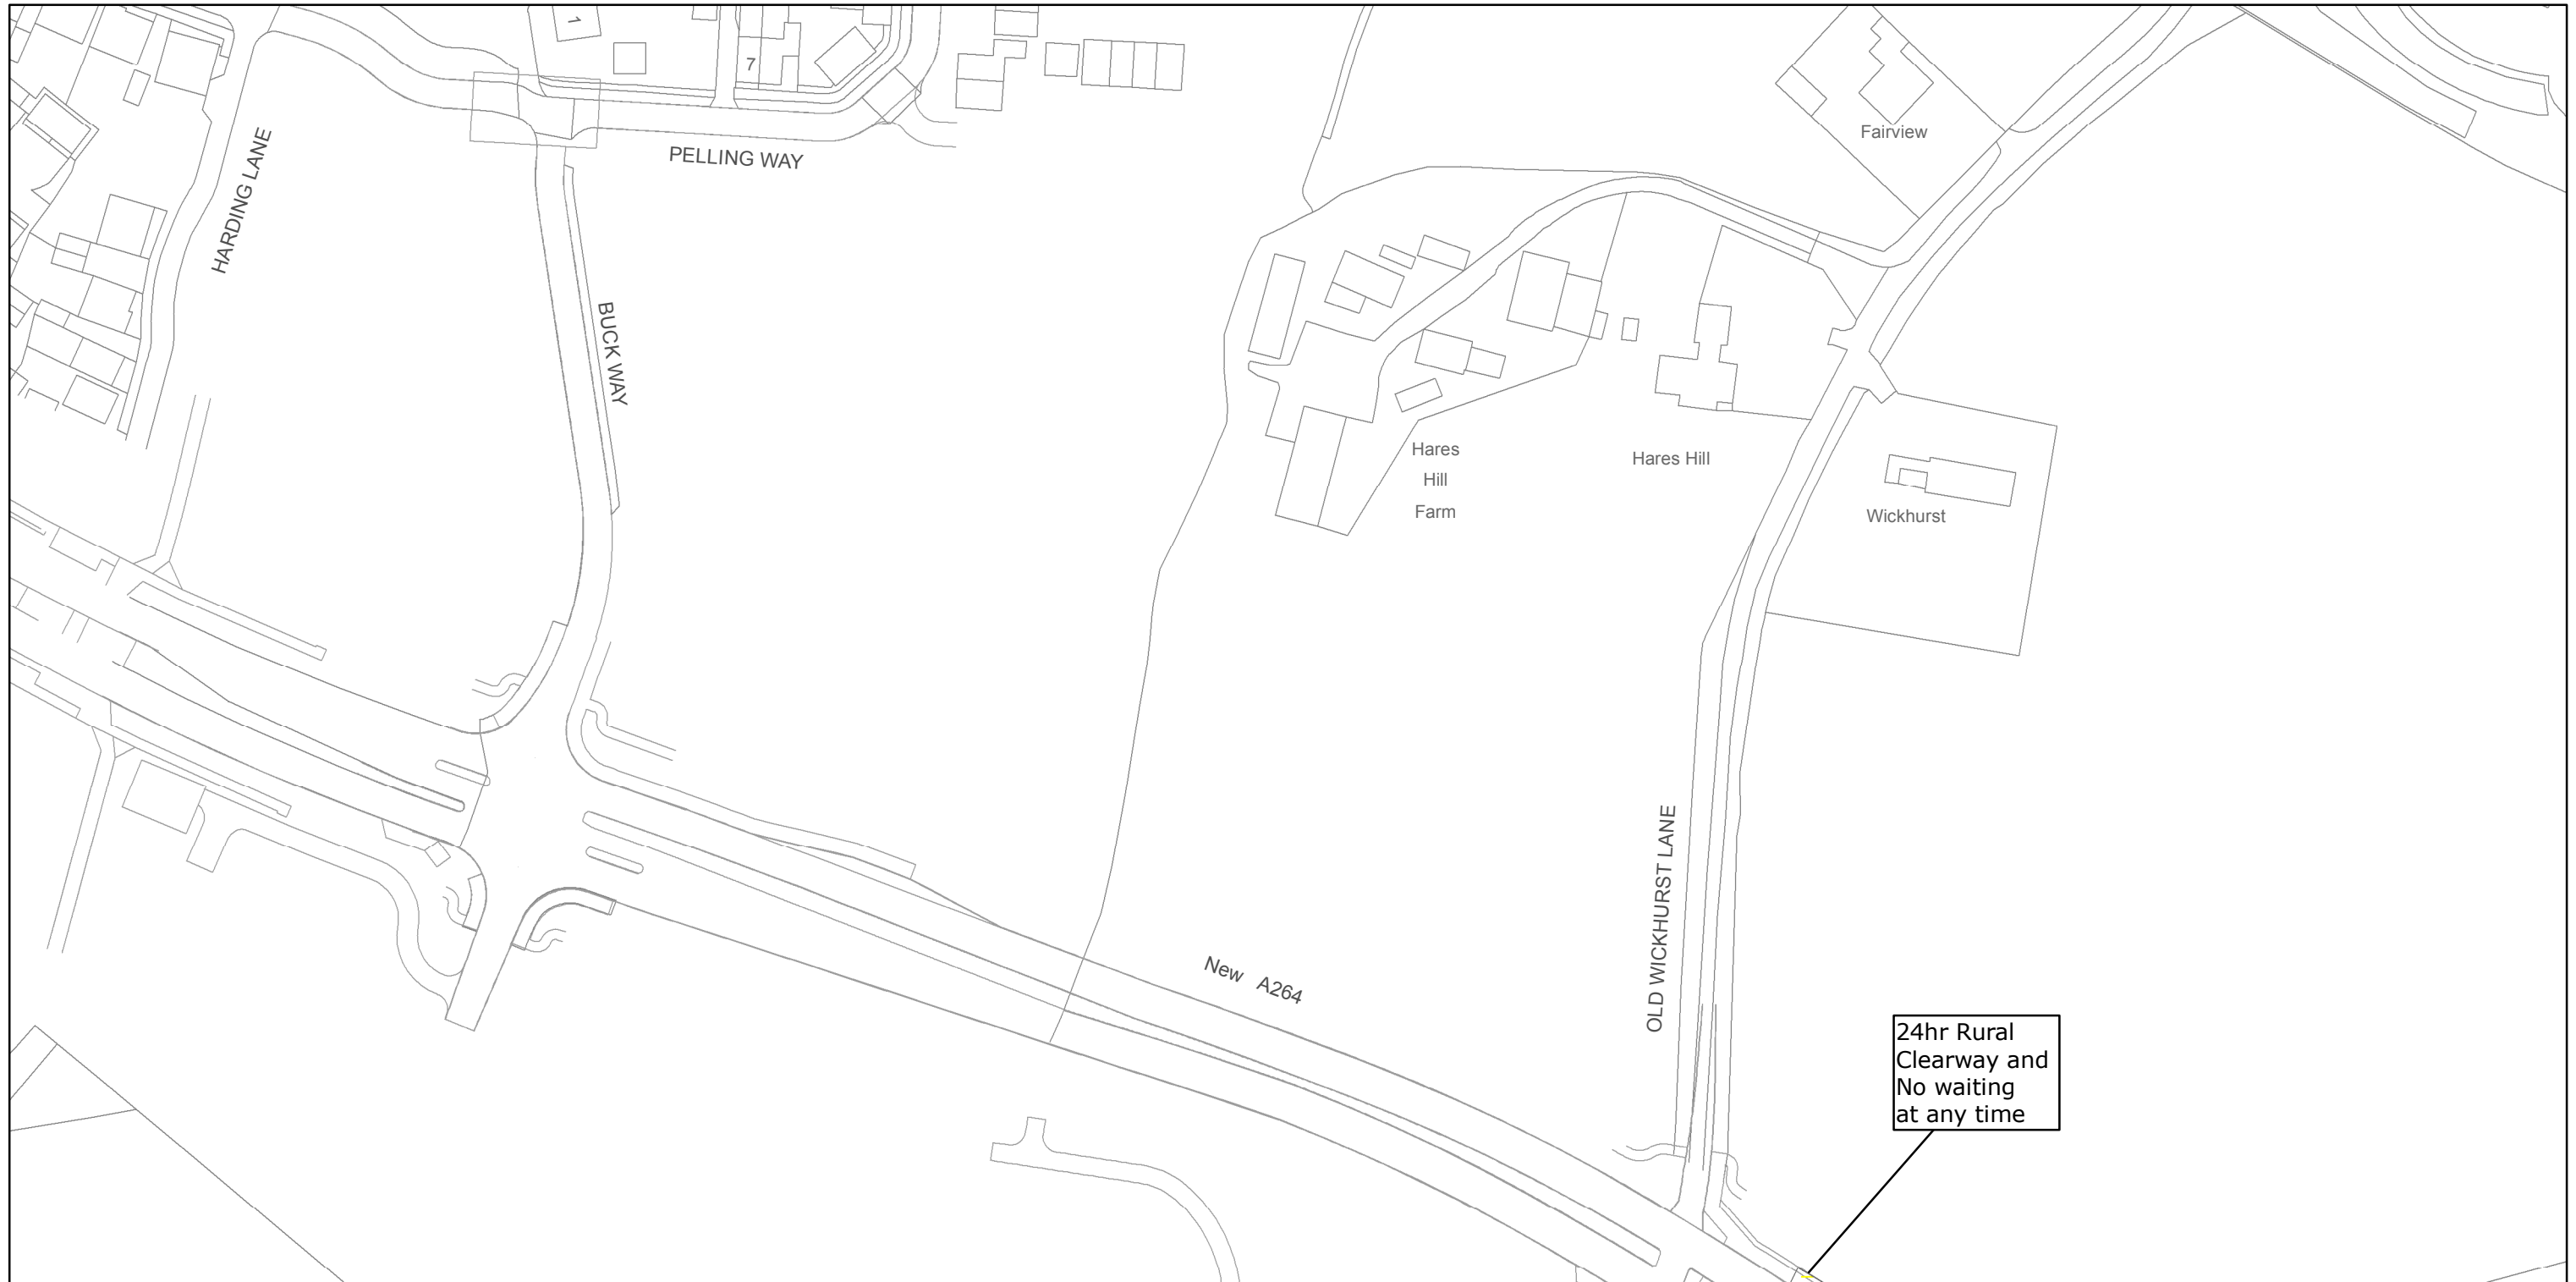 1
7
PELLING WAY
HARDING LANE
BUCK WAY
Fairview
Hares
Hill
Farm
Hares Hill
Wickhurst
OLD WICKHURST LANE
New A264
24hr Rural
Clearway and
No waiting
at any time